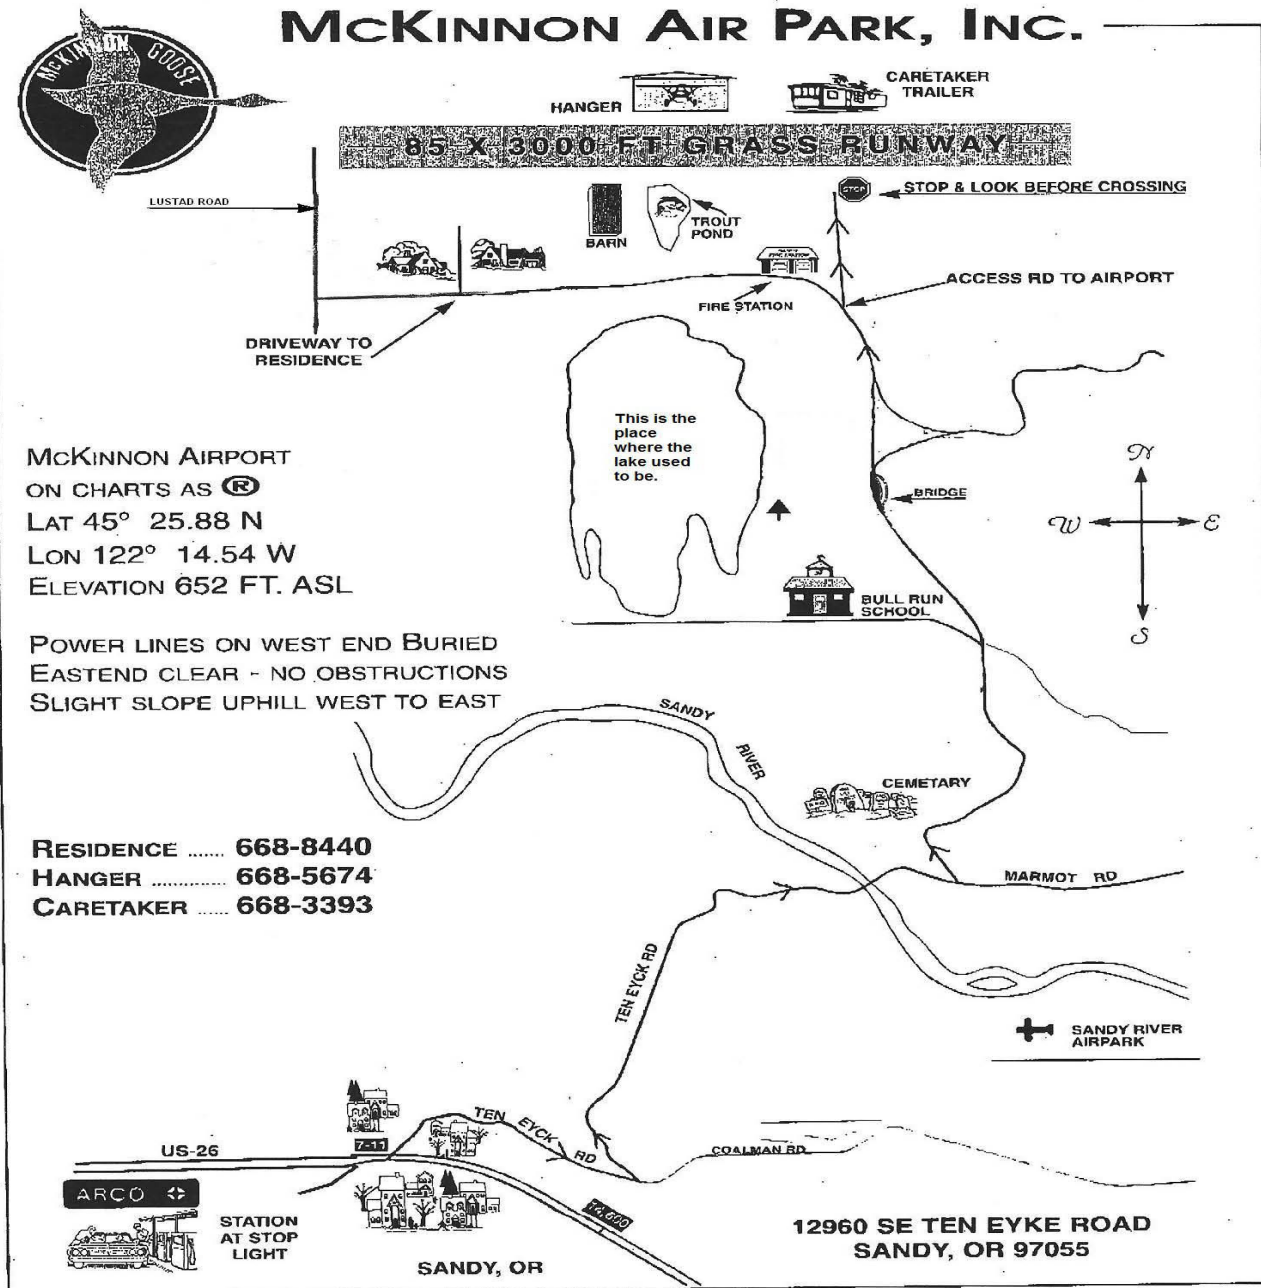 McKINNON AIR PARK, INC.
McKINNON GOOSE
HANGER
CARETAKER
TRAILER
85 X 3000 FT GRASS RUNWAY
LUSTAD ROAD
STOP
STOP & LOOK BEFORE CROSSING
BARN
TROUT
POND
FIRE STATION
ACCESS RD TO AIRPORT
DRIVEWAY TO
RESIDENCE
This is the
place
where the
lake used
to be.
McKINNON AIRPORT
ON CHARTS AS ®
LAT 45° 25.88 N
LON 122° 14.54 W
ELEVATION 652 FT. ASL
BRIDGE
N
W
E
S
BULL RUN
SCHOOL
POWER LINES ON WEST END BURIED
EASTEND CLEAR - NO OBSTRUCTIONS
SLIGHT SLOPE UPHILL WEST TO EAST
SANDY RIVER
CEMETARY
RESIDENCE ....... 668-8440
HANGER .............. 668-5674
CARETAKER ...... 668-3393
MARMOT RD
TEN EYCK RD
SANDY RIVER
AIRPARK
TEN EYCK RD
US-26
7-11
COALMAN RD
ARCO
STATION
AT STOP
LIGHT
SANDY, OR
12960 SE TEN EYKE ROAD
SANDY, OR 97055